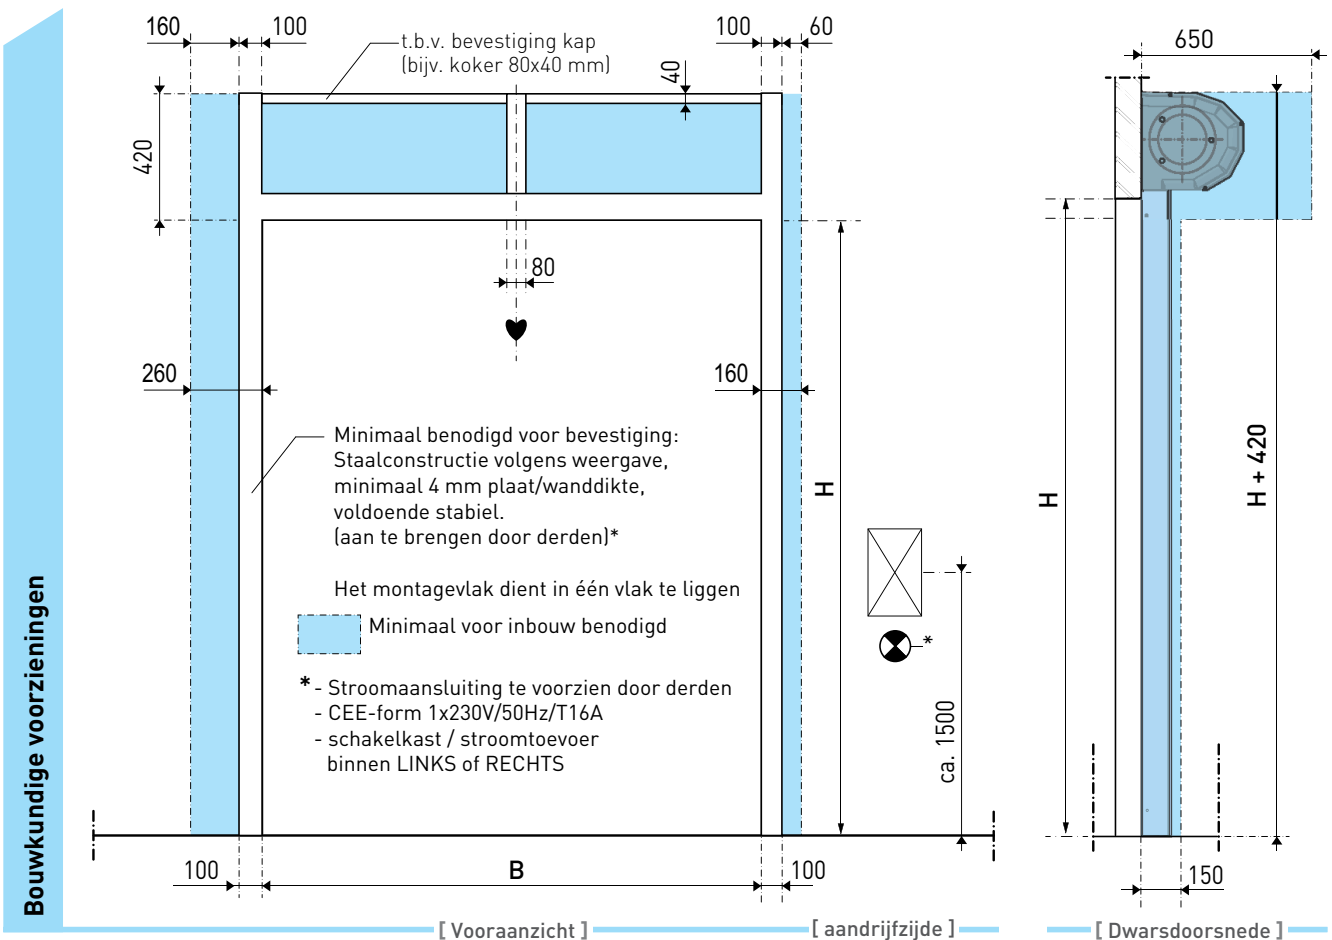 160
100
t.b.v. bevestiging kap
(bijv. koker 80x40 mm)
100
60
40
650
420
80
260
160
Minimaal benodigd voor bevestiging:
Staalconstructie volgens weergave,
minimaal 4 mm plaat/wanddikte,
voldoende stabiel.
(aan te brengen door derden)*
Het montagevlak dient in één vlak te liggen
Minimaal voor inbouw benodigd
* - Stroomaansluiting te voorzien door derden
- CEE-form 1x230V/50Hz/T16A
- schakelkast / stroomtoevoer
binnen LINKS of RECHTS
H
*
ca. 1500
H
H + 420
100
B
100
150
Bouwkundige voorzieningen
[ Vooraanzicht ]
[ aandrijfzijde ]
[ Dwarsdoorsnede ]